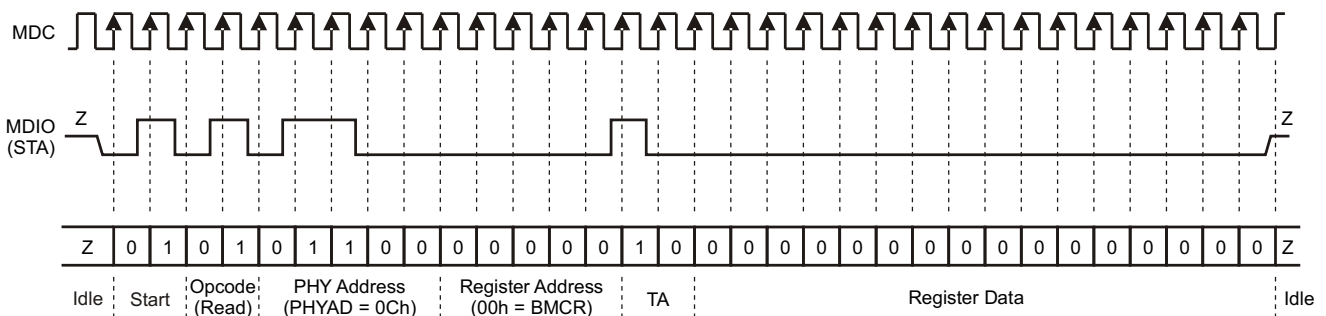 MDC
Z
Z
MDIO
(STA)
Z 0 1 0 1 0 1 1 0 0 0 0 0 0 0 1 0 0 0 0 0 0 0 0 0 0 0 0 0 0 0 0 0 Z
Idle
Start
Opcode
(Read)
PHY Address
(PHYAD = 0Ch)
Register Address
(00h = BMCR)
TA
Register Data
Idle